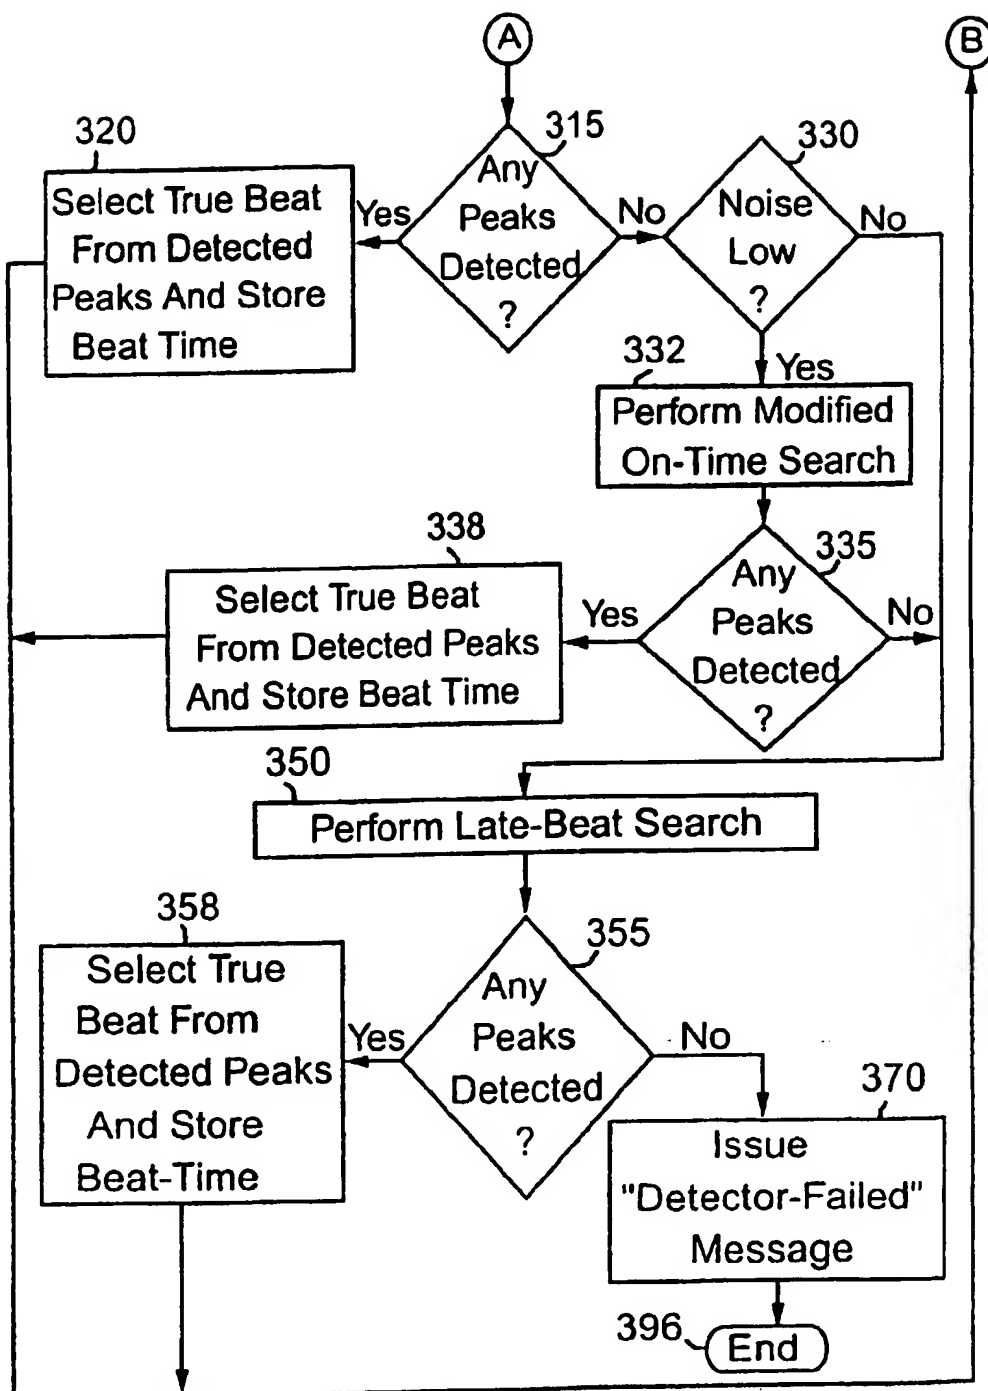 A
B
320
315
330
Select True Beat
From Detected
Peaks And Store
Beat Time
Yes
Any
Peaks
Detected
?
No
Noise
Low
?
No
332
Yes
Perform Modified
On-Time Search
338
335
Select True Beat
From Detected Peaks
And Store Beat Time
Yes
Any
Peaks
Detected
?
No
350
Perform Late-Beat Search
358
355
Select True
Beat From
Detected Peaks
And Store
Beat-Time
Yes
Any
Peaks
Detected
?
No
370
Issue
"Detector-Failed"
Message
396
End